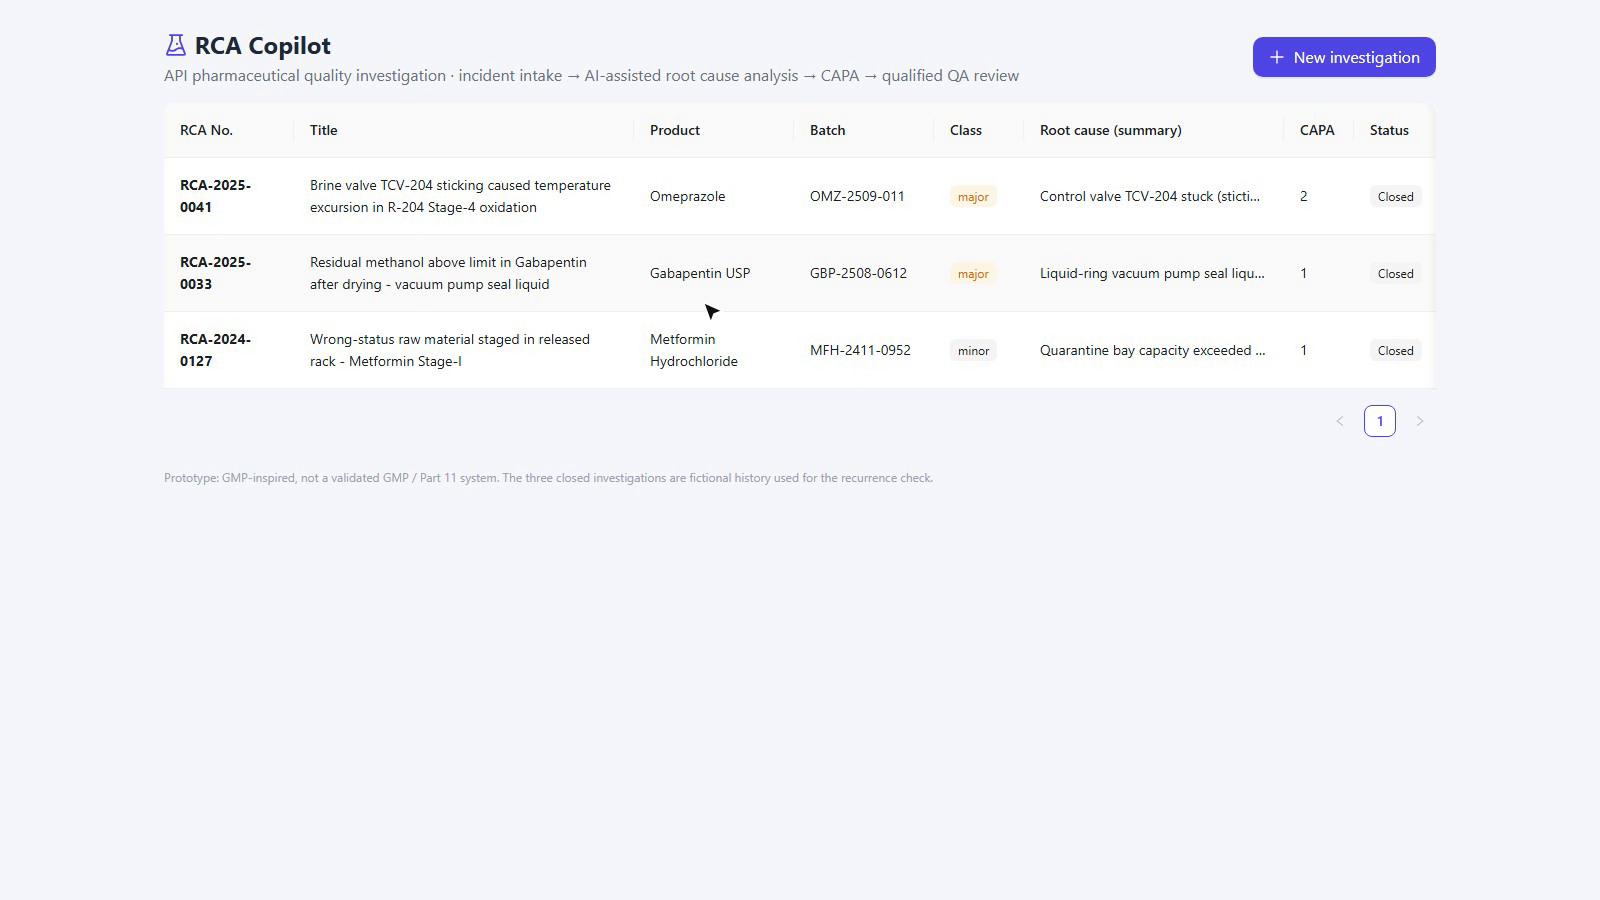 RCA Copilot
API pharmaceutical quality investigation · incident intake → AI-assisted root cause analysis → CAPA → qualified QA review
New investigation
RCA No. Title Product Batch Class Root cause (summary) CAPA Status
RCA-2025-
0041
Brine valve TCV-204 sticking caused temperature
excursion in R-204 Stage-4 oxidation
Omeprazole
OMZ-2509-011
major
Control valve TCV-204 stuck (sticti...
2
Closed
RCA-2025-
0033
Residual methanol above limit in Gabapentin
after drying - vacuum pump seal liquid
Gabapentin USP
GBP-2508-0612
major
Liquid-ring vacuum pump seal liqu...
1
Closed
RCA-2024-
0127
Wrong-status raw material staged in released
rack - Metformin Stage-I
Metformin
Hydrochloride
MFH-2411-0952
minor
Quarantine bay capacity exceeded ...
1
Closed
1
Prototype: GMP-inspired, not a validated GMP / Part 11 system. The three closed investigations are fictional history used for the recurrence check.